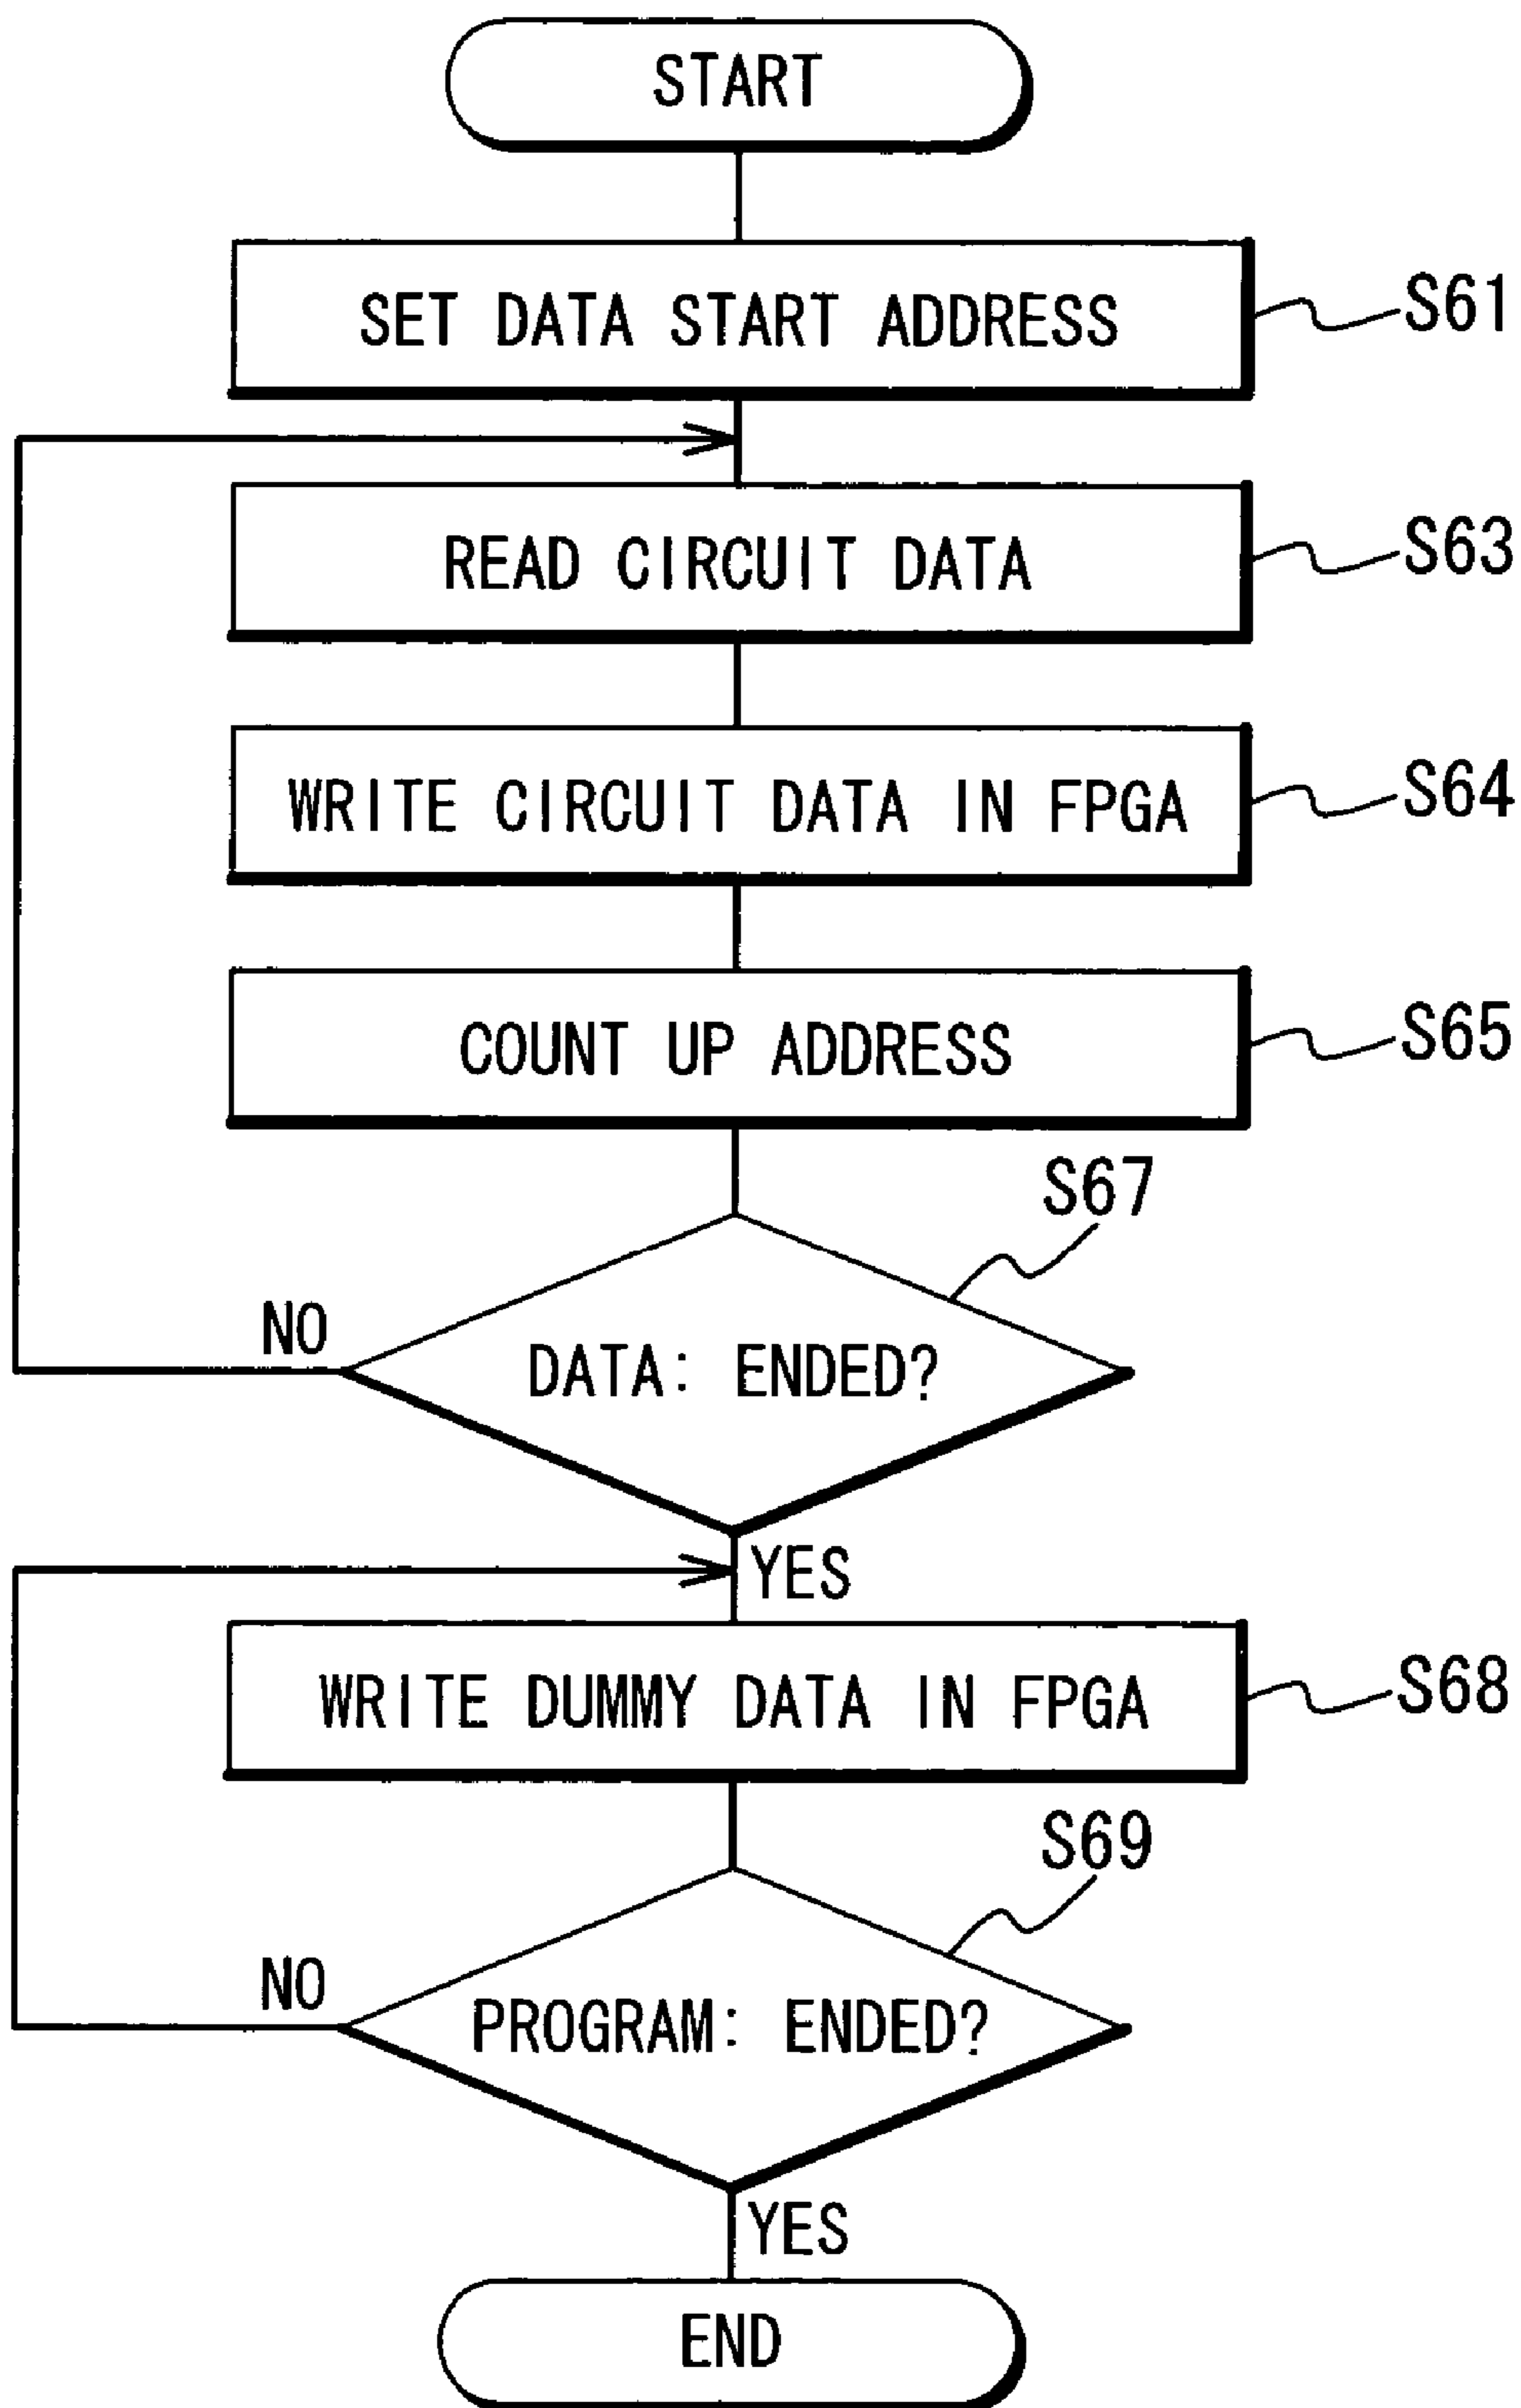 START
SET DATA START ADDRESS
S61
READ CIRCUIT DATA
S63
WRITE CIRCUIT DATA IN FPGA
S64
COUNT UP ADDRESS
S65
S67
NO
DATA: ENDED?
YES
WRITE DUMMY DATA IN FPGA
S68
S69
NO
PROGRAM: ENDED?
YES
END